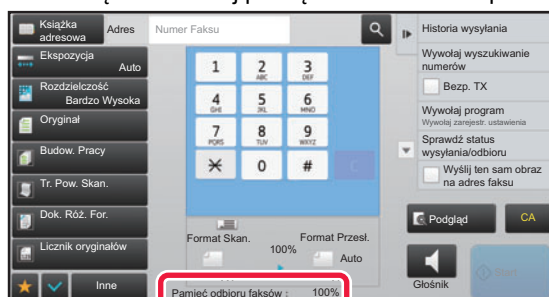 Książka
adresowa
Adres
Numer Faksu
Ekspozycja
Auto
Rozdzielczość
Bardzo Wysoka
Oryginał
Budow. Pracy
Tr. Pow. Skan.
Dok. Róż. For.
Licznik oryginałów
Inne
1
2
ABC
3
DEF
4
GHI
5
JKL
6
MNO
7
PQRS
8
TUV
9
WXYZ
0
#
C
Format Skan.
100%
Format Przesł.
Auto
Pamięć odbioru faksów : 100%
Historia wysyłania
Wywołaj wyszukiwanie
numerów
Bezp. TX
Wywołaj program
Wywołaj zarejestr. ustawienia
Sprawdź status
wysyłania/odbioru
Wyślij ten sam obraz
na adres faksu
Podgląd
CA
Głośnik
Start